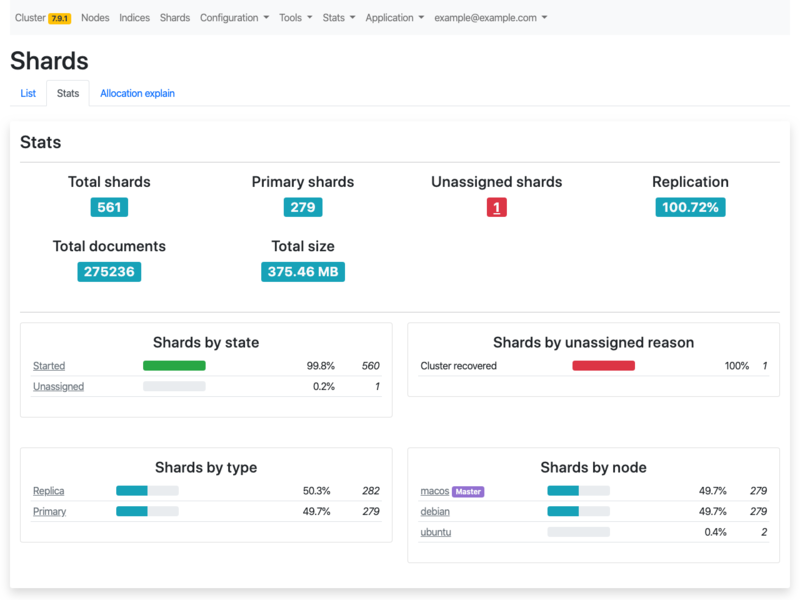 Cluster 7.9.1 Nodes Indices Shards Configuration Tools Stats Application example@example.com
Shards
List Stats Allocation explain
Stats
Total shards Primary shards Unassigned shards Replication
561 279 1 100.72%
Total documents Total size
275236 375.46 MB
Shards by state
Started 99.8% 560
Unassigned 0.2% 1
Shards by unassigned reason
Cluster recovered 100% 1
Shards by type
Replica 50.3% 282
Primary 49.7% 279
Shards by node
macos Master 49.7% 279
debian 49.7% 279
ubuntu 0.4% 2